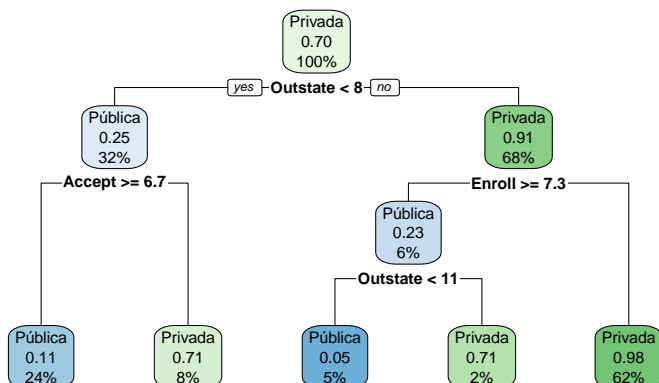 Privada
0.70
100%
yes Outstate < 8 no
Pública
0.25
32%
Privada
0.91
68%
Accept >= 6.7
Enroll >= 7.3
Pública
0.23
6%
Outstate < 11
Pública
0.11
24%
Privada
0.71
8%
Pública
0.05
5%
Privada
0.71
2%
Privada
0.98
62%